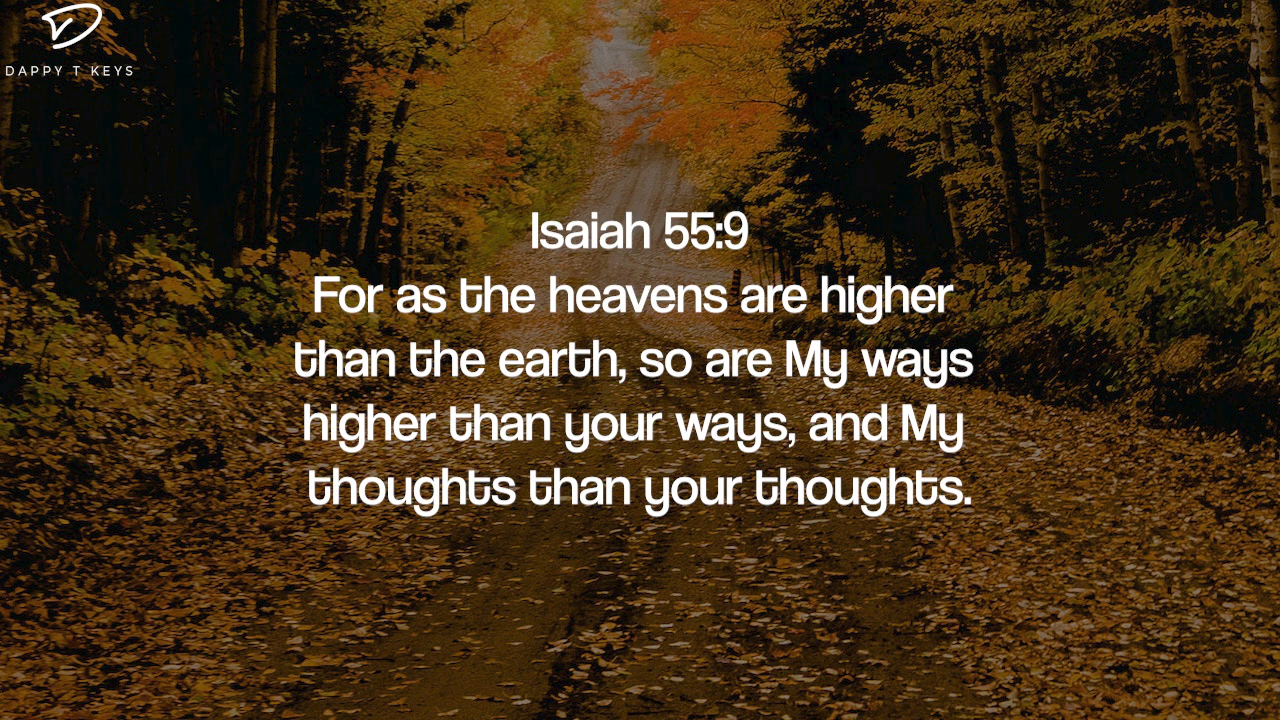 DAPPY T KEYS
Isaiah 55:9
For as the heavens are higher
than the earth, so are My ways
higher than your ways, and My
thoughts than your thoughts.